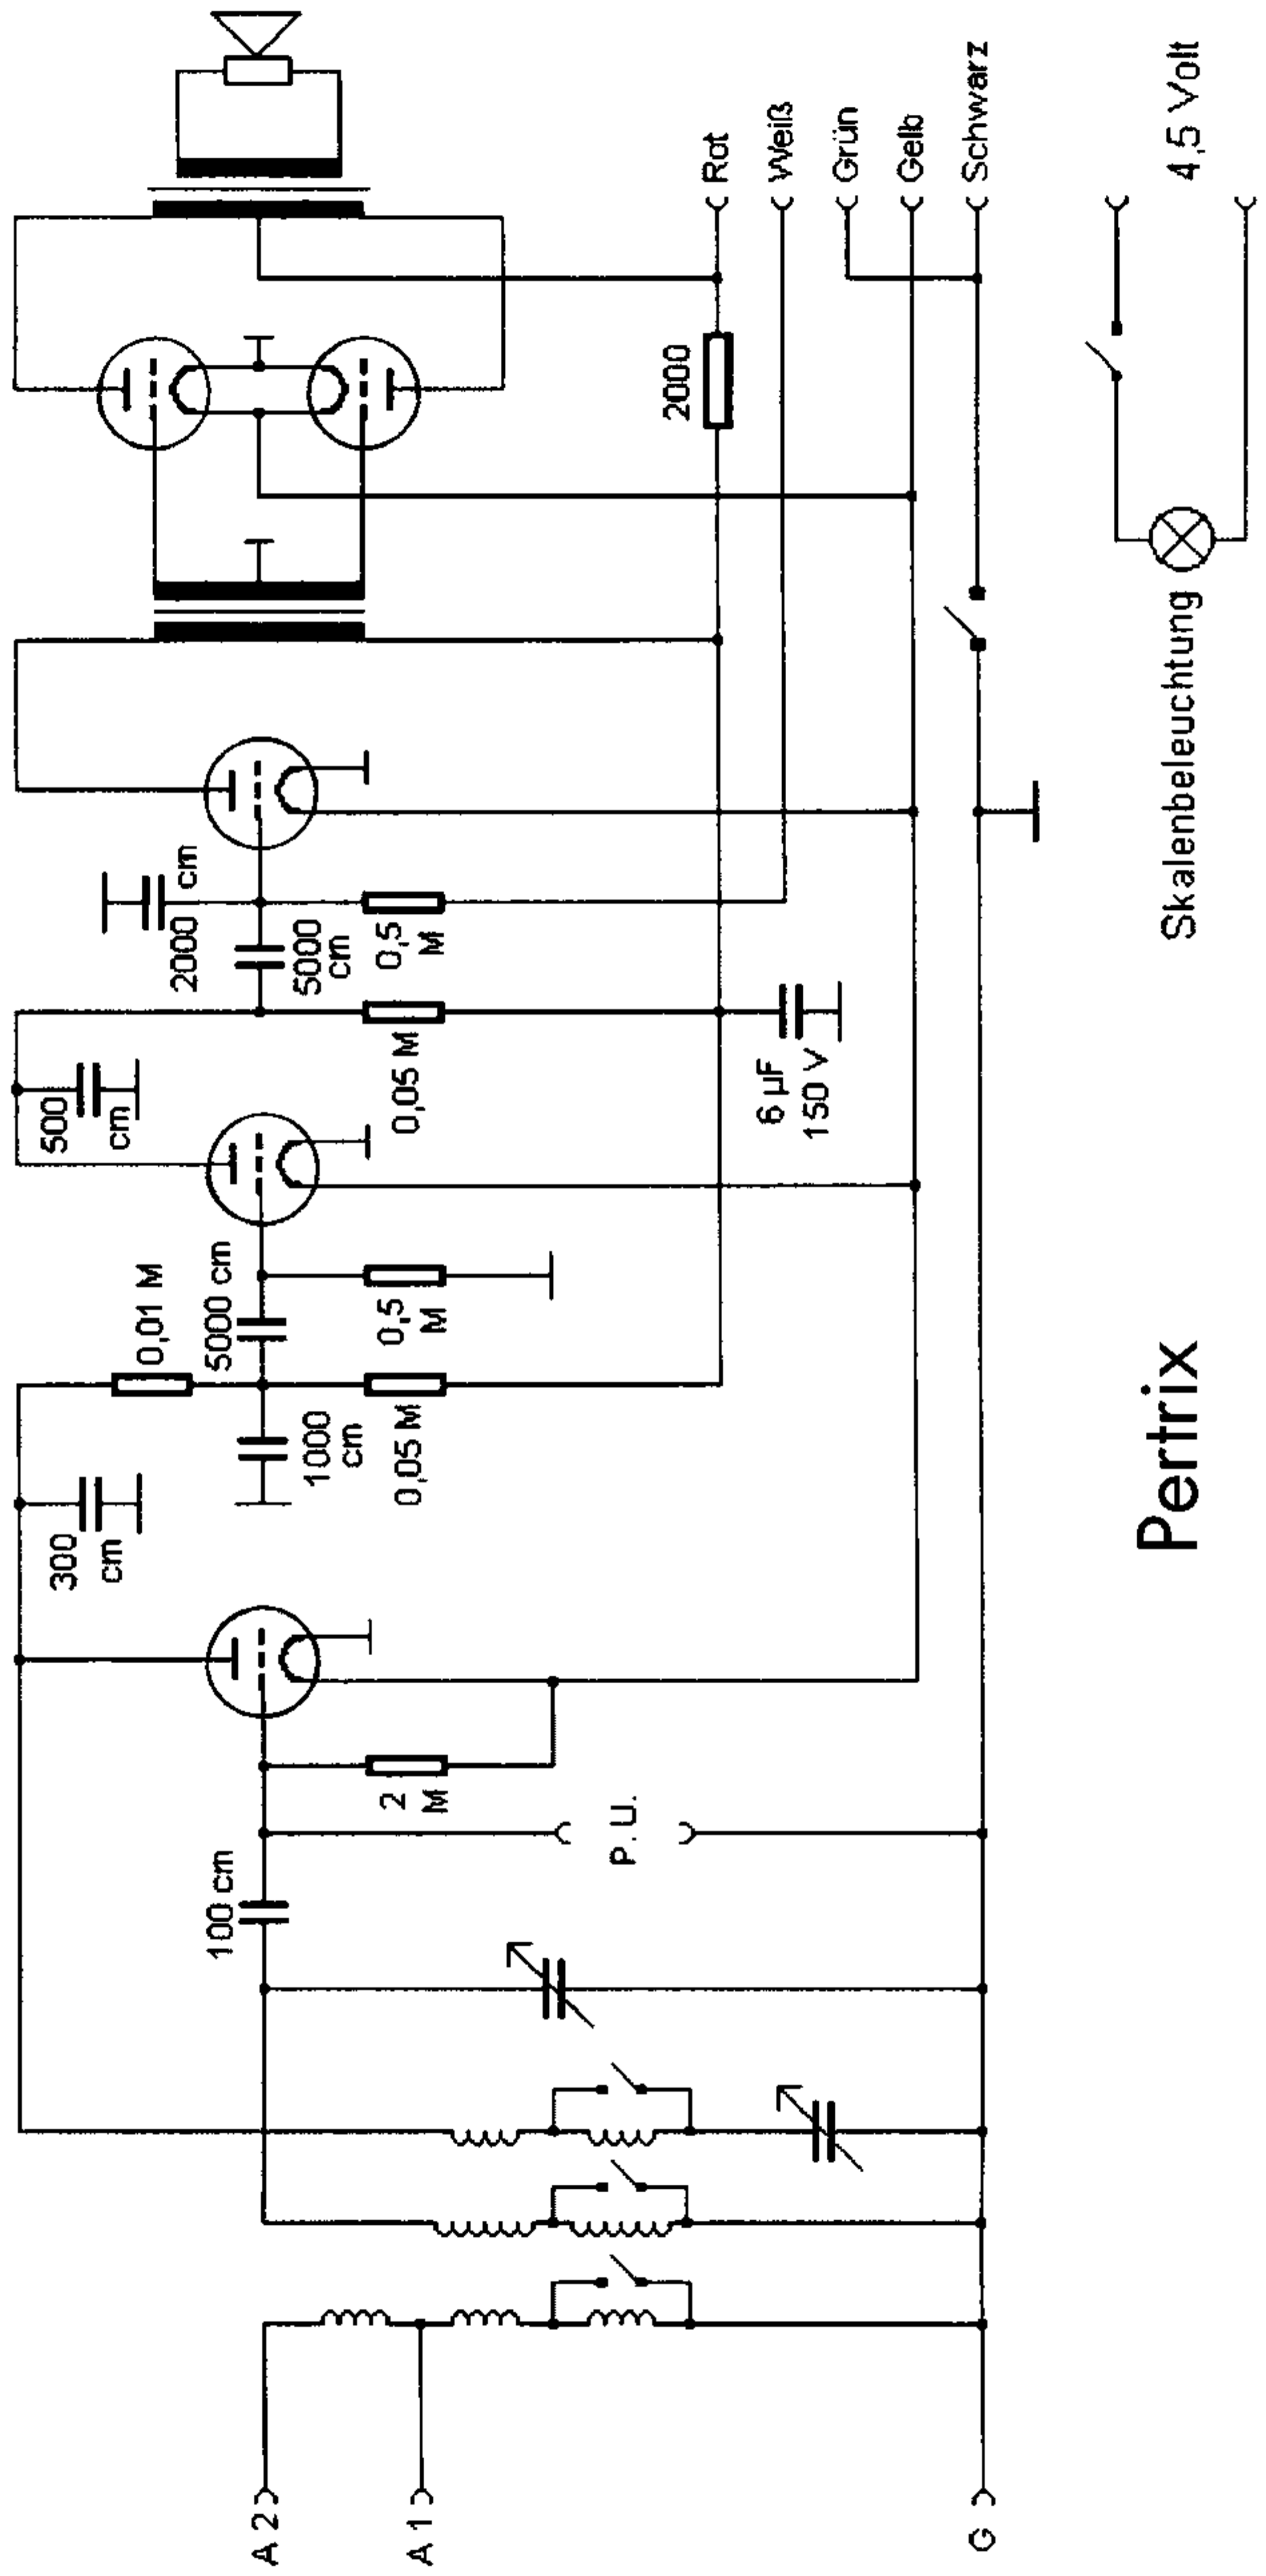 A 2
A 1
G
100 cm
P. U.
2
M
300
cm
1000
cm
0,01 M
0,05 M
5000 cm
0,5
M
500
cm
0,05 M
6 µF
150 V
2000
cm
5000
cm
0,5
M
2000
Rot
Weiß
Grün
Gelb
Schwarz
Skalenbeleuchtung
4,5 Volt
Pertrix